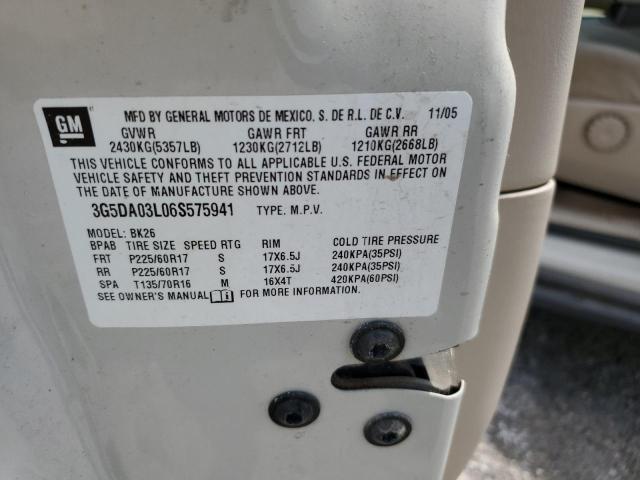 GM
MFD BY GENERAL MOTORS DE MEXICO. S. DE R.L. DE C.V. 11/05
GVWR GAWR FRT GAWR RR
2430KG(5357LB) 1230KG(2712LB) 1210KG(2668LB)
THIS VEHICLE CONFORMS TO ALL APPLICABLE U.S. FEDERAL MOTOR
VEHICLE SAFETY AND THEFT PREVENTION STANDARDS IN EFFECT ON
THE DATE OF MANUFACTURE SHOWN ABOVE.
3G5DA03L06S575941 TYPE. M.P.V.
MODEL: BK26
BPAB TIRE SIZE SPEED RTG RIM COLD TIRE PRESSURE
FRT P225/60R17 S 17X6.5J 240KPA(35PSI)
RR P225/60R17 S 17X6.5J 240KPA(35PSI)
SPA T135/70R16 M 16X4T 420KPA(60PSI)
SEE OWNER'S MANUAL FOR MORE INFORMATION.